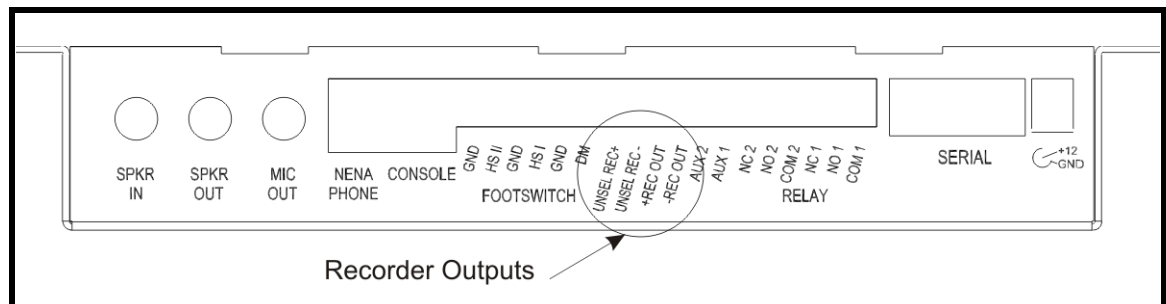 SPKR IN
SPKR OUT
MIC OUT
NENA PHONE
CONSOLE
GND
HS II
GND
HS I
GND
DM
FOOTSWITCH
UNSEL REC+
UNSEL REC-
+REC OUT
-REC OUT
AUX 2
AUX 1
NC 2
NO 2
COM 2
NC 1
NO 1
COM 1
RELAY
SERIAL
+12
GND
Recorder Outputs